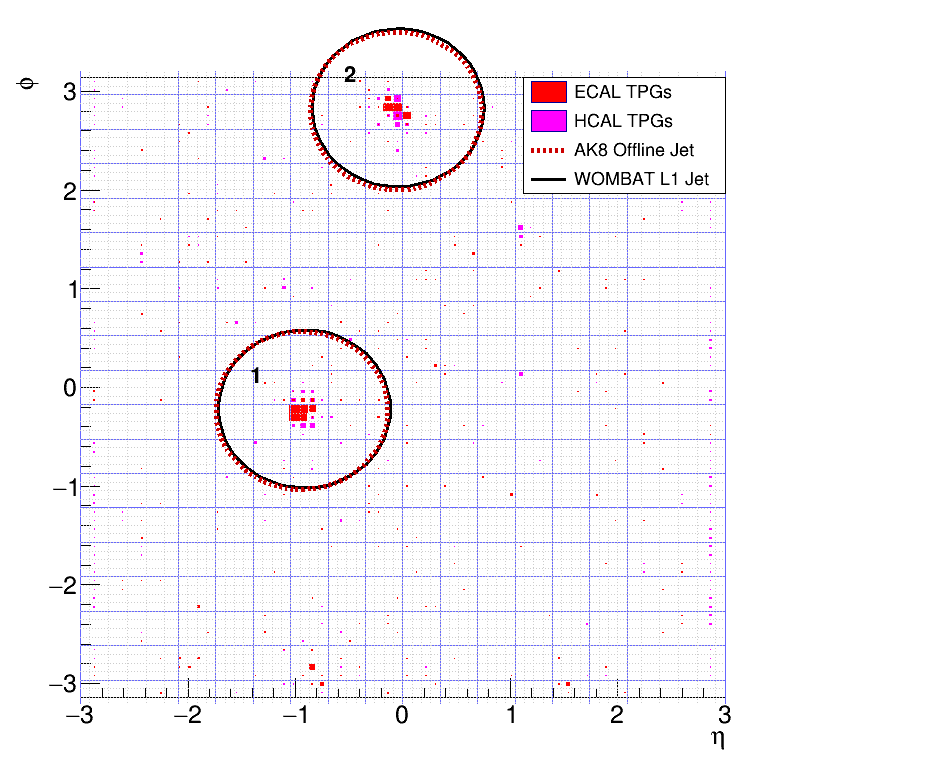 ϕ
3
2
1
0
−1
−2
−3
2
1
ECAL TPGs
HCAL TPGs
AK8 Offline Jet
WOMBAT L1 Jet
−3 −2 −1 0 1 2 3
η